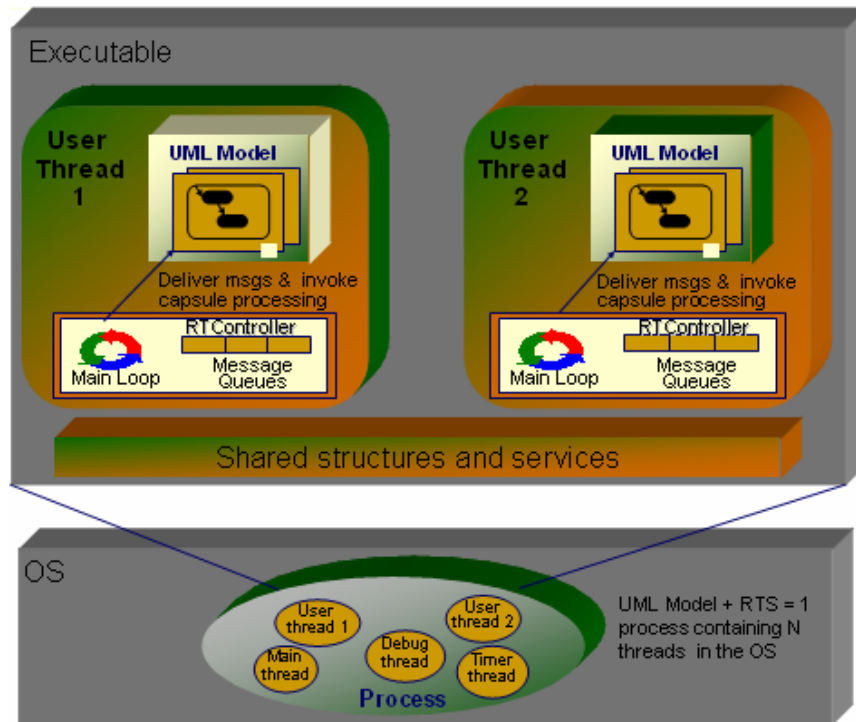 Executable
User
Thread
1
UML Model
Deliver msgs & invoke
capsule processing
RTController
Main Loop
Message
Queues
User
Thread
2
UML Model
Deliver msgs & invoke
capsule processing
RTController
Main Loop
Message
Queues
Shared structures and services
OS
User
thread 1
User
thread 2
Main
thread
Debug
thread
Timer
thread
Process
UML Model + RTS = 1
process containing N
threads in the OS